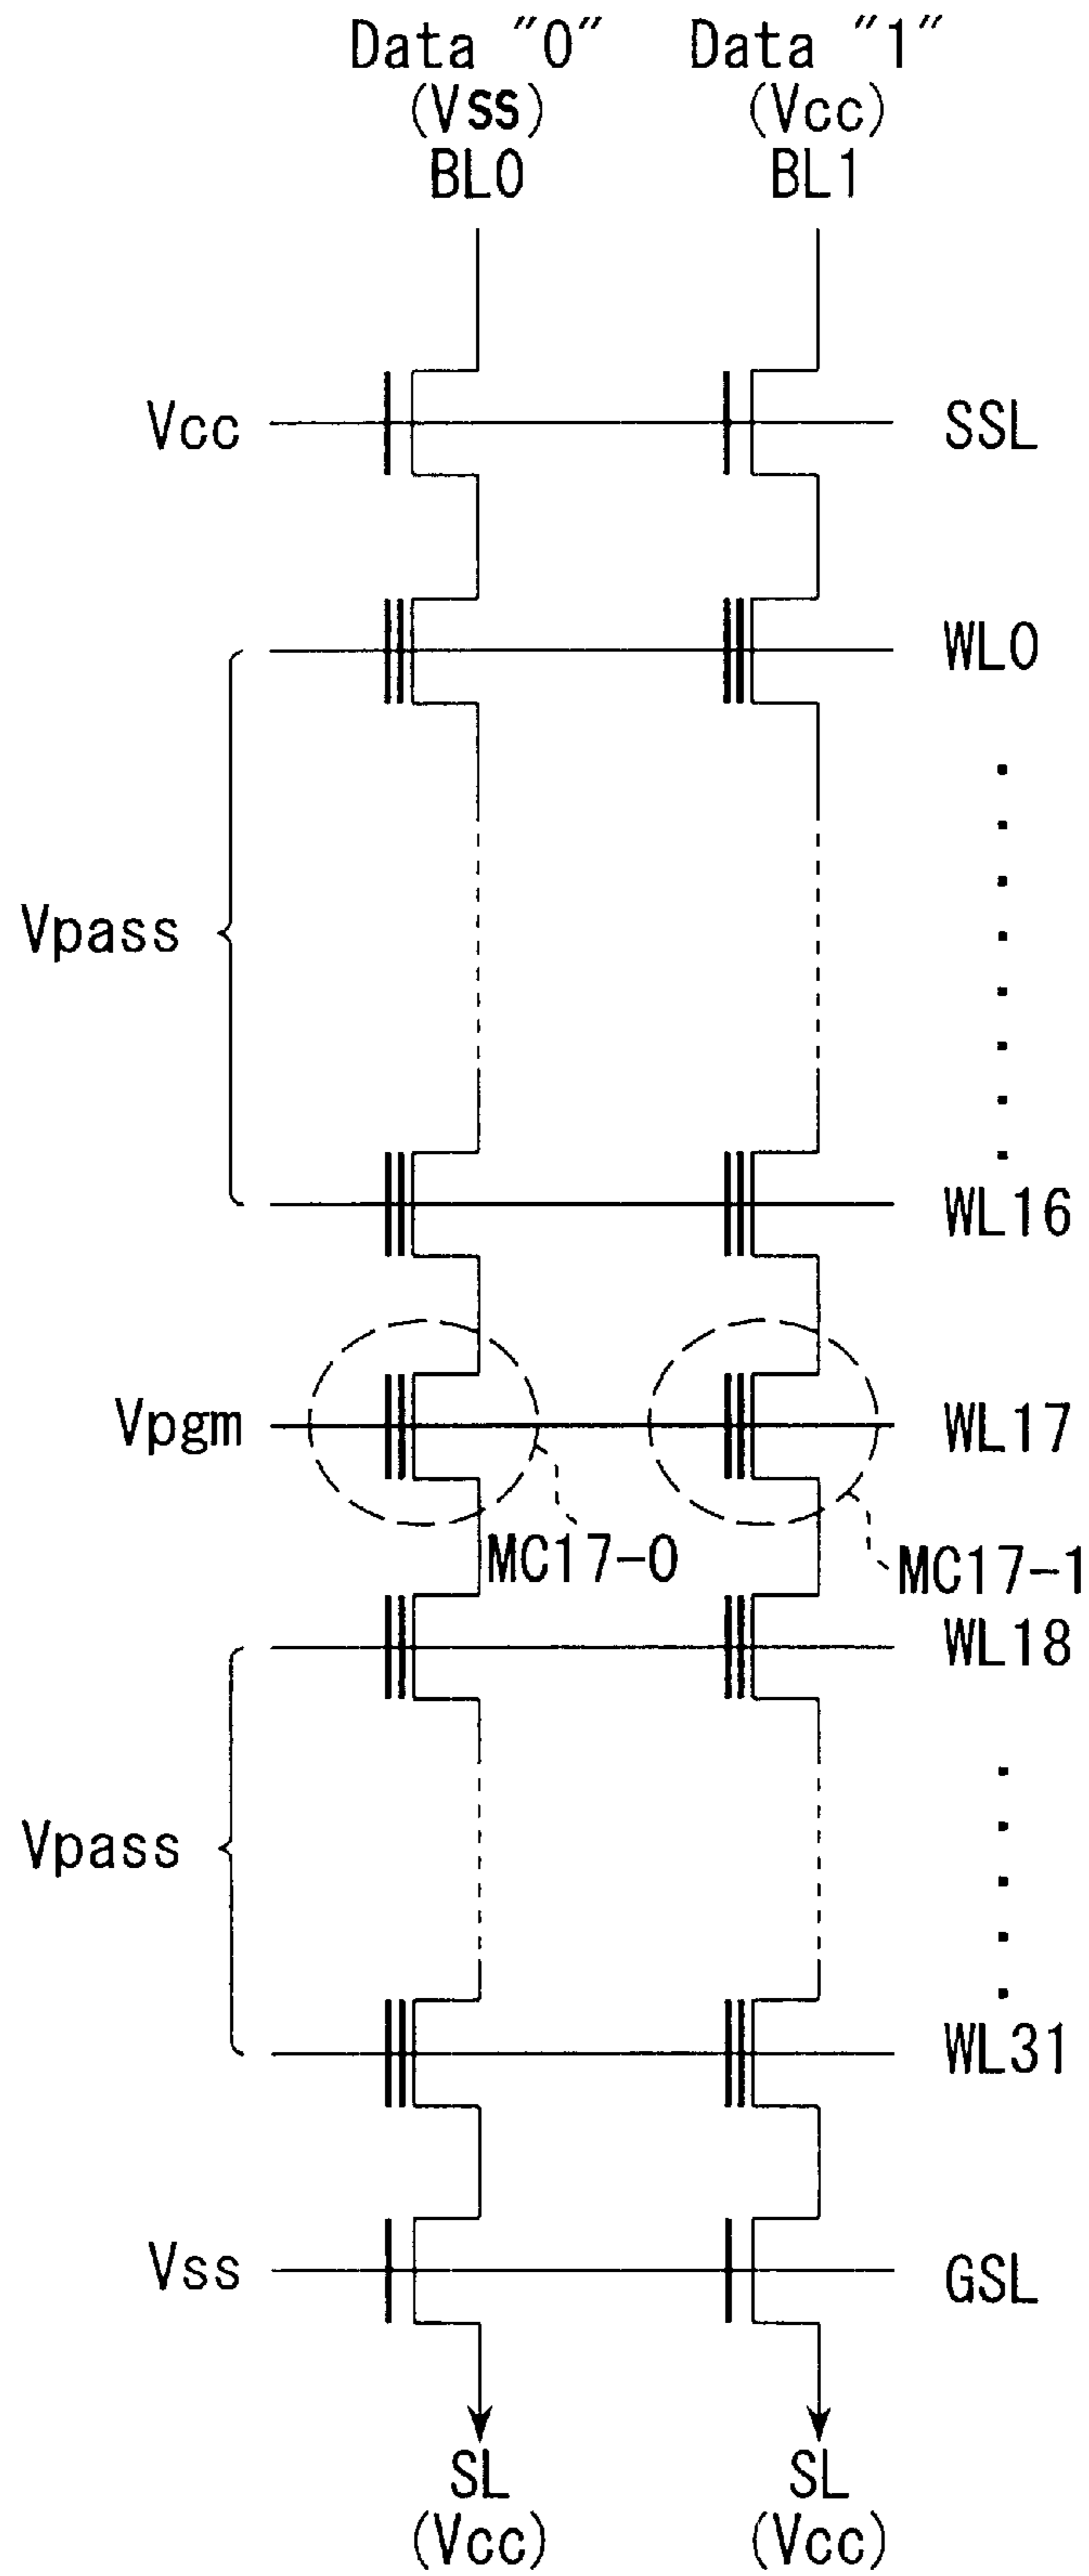 Data "0" Data "1"
(Vss) (Vcc)
BL0 BL1
Vcc SSL
WL0
Vpass
WL16
Vpgm WL17
MC17-0 MC17-1
WL18
Vpass
WL31
Vss GSL
SL SL
(Vcc) (Vcc)